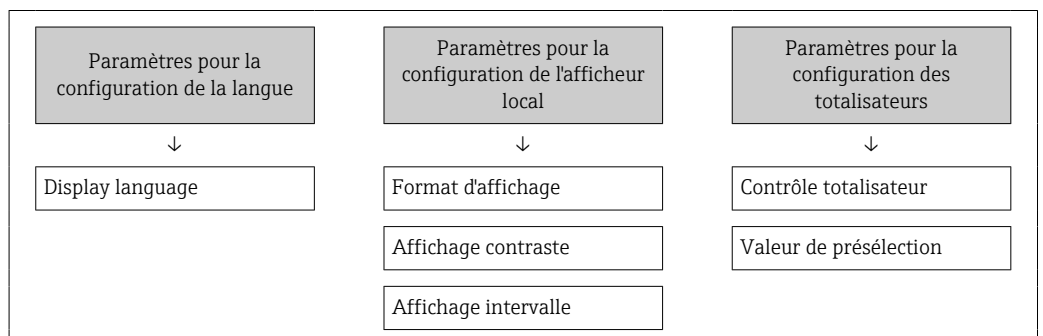 Paramètres pour la
configuration de la langue
↓
Display language
Paramètres pour la
configuration de l'afficheur
local
↓
Format d'affichage
Affichage contraste
Affichage intervalle
Paramètres pour la
configuration des
totalisateurs
↓
Contrôle totalisateur
Valeur de présélection